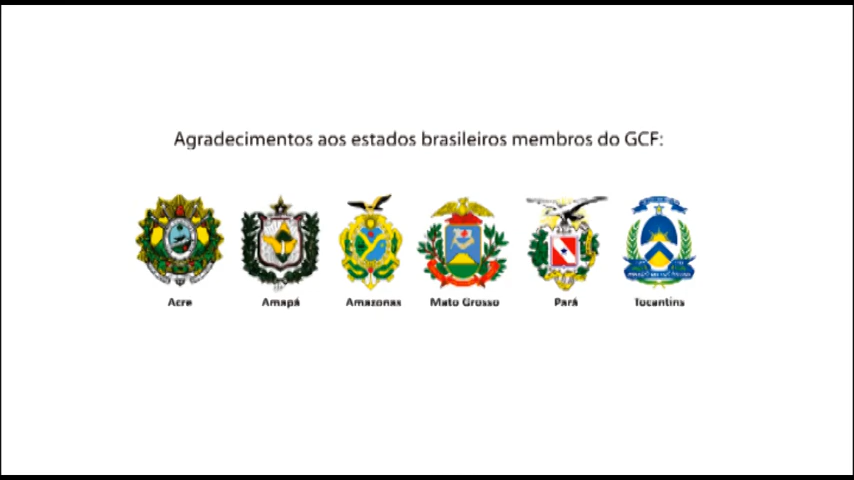 Agradecimentos aos estados brasileiros membros do GCF:
Acre Amapá Amazonas Mato Grosso Pará Tocantins